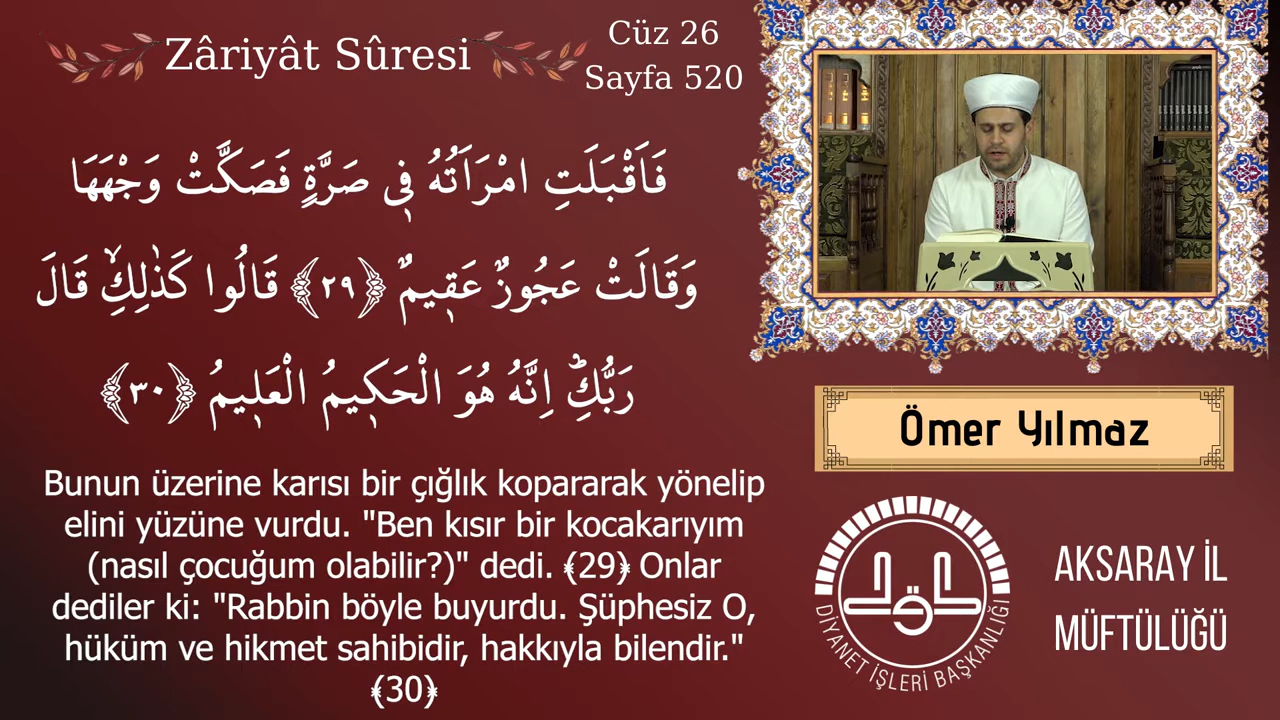 Zâriyât Sûresi
Cüz 26
Sayfa 520
فَاَقْبَلَتِ امْرَاَتُهُ ف۪ي صَرَّةٍ فَصَكَّتْ وَجْهَهَا
وَقَالَتْ عَجُوزٌ عَق۪يمٌ ﴿٢٩﴾ قَالُوا كَذٰلِكِۙ قَالَ
رَبُّكِۜ اِنَّهُ هُوَ الْحَك۪يمُ الْعَل۪يمُ ﴿٣٠﴾
Bunun üzerine karısı bir çığlık kopararak yönelip
elini yüzüne vurdu. "Ben kısır bir kocakarıyım
(nasıl çocuğum olabilir?)" dedi. ﴾29﴿ Onlar
dediler ki: "Rabbin böyle buyurdu. Şüphesiz O,
hüküm ve hikmet sahibidir, hakkıyla bilendir."
﴾30﴿
Ömer Yılmaz
DİYANET İŞLERİ BAŞKANLIĞI
AKSARAY İL
MÜFTÜLÜĞÜ